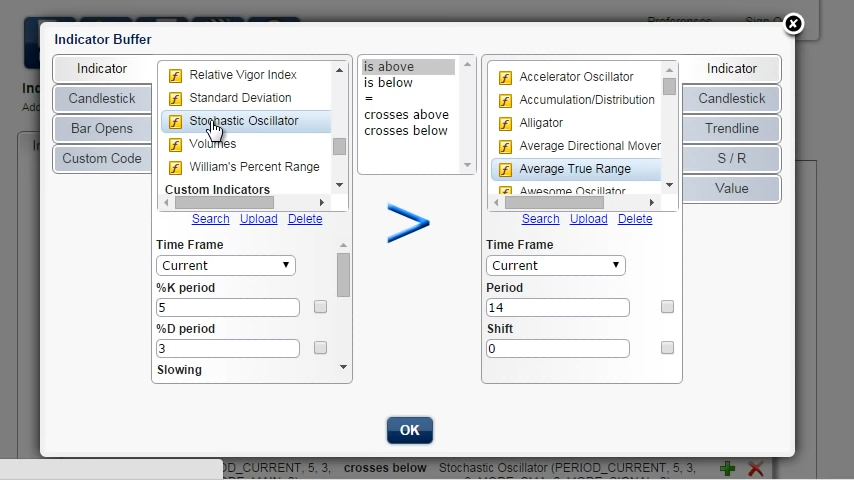 Preferences
Indicator Buffer
Indicator
Candlestick
Bar Opens
Custom Code
Relative Vigor Index
Standard Deviation
Stochastic Oscillator
Volumes
William's Percent Range
Custom Indicators
Search Upload Delete
Time Frame
Current
%K period
5
%D period
3
Slowing
is above
is below
=
crosses above
crosses below
>
OK
Accelerator Oscillator
Accumulation/Distribution
Alligator
Average Directional Mover
Average True Range
Awesome Oscillator
Search Upload Delete
Time Frame
Current
Period
14
Shift
0
Indicator
Candlestick
Trendline
S / R
Value
OD_CURRENT, 5, 3, crosses below Stochastic Oscillator (PERIOD_CURRENT, 5, 3,